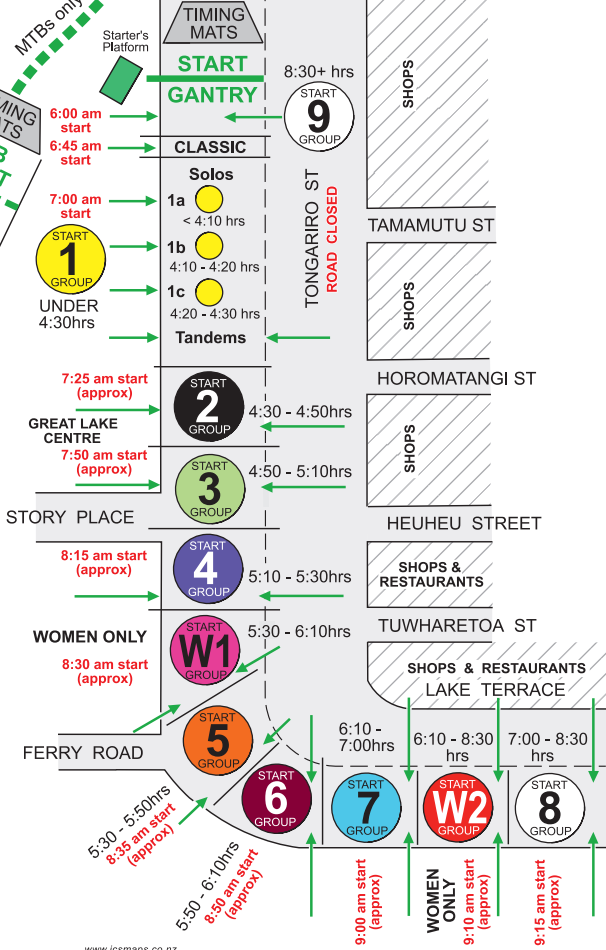 MTBs only
TIMING
MATS
Starter's
Platform
START
GANTRY
8:30+ hrs
START
9
GROUP
SHOPS
MING
ATS
6:00 am
start
6:45 am
start
CLASSIC
Solos
7:00 am
start
1a
< 4:10 hrs
1b
4:10 - 4:20 hrs
1c
4:20 - 4:30 hrs
Tandems
START
1
GROUP
UNDER
4:30hrs
TONGARIRO ST
ROAD CLOSED
TAMAMUTU ST
SHOPS
HOROMATANGI ST
7:25 am start
(approx)
START
2
GROUP
4:30 - 4:50hrs
GREAT LAKE
CENTRE
7:50 am start
(approx)
START
3
GROUP
4:50 - 5:10hrs
SHOPS
STORY PLACE
HEUHEU STREET
8:15 am start
(approx)
START
4
GROUP
5:10 - 5:30hrs
SHOPS &
RESTAURANTS
TUWHARETOA ST
WOMEN ONLY
8:30 am start
(approx)
START
W1
GROUP
5:30 - 6:10hrs
SHOPS & RESTAURANTS
LAKE TERRACE
FERRY ROAD
START
5
GROUP
5:30 - 5:50hrs
8:35 am start
(approx)
START
6
GROUP
5:50 - 6:10hrs
8:50 am start
(approx)
6:10 -
7:00hrs
START
7
GROUP
9:00 am start
(approx)
6:10 - 8:30
hrs
START
W2
GROUP
WOMEN
ONLY
9:10 am start
(approx)
7:00 - 8:30
hrs
START
8
GROUP
9:15 am start
(approx)
www.icsmaps.co.nz